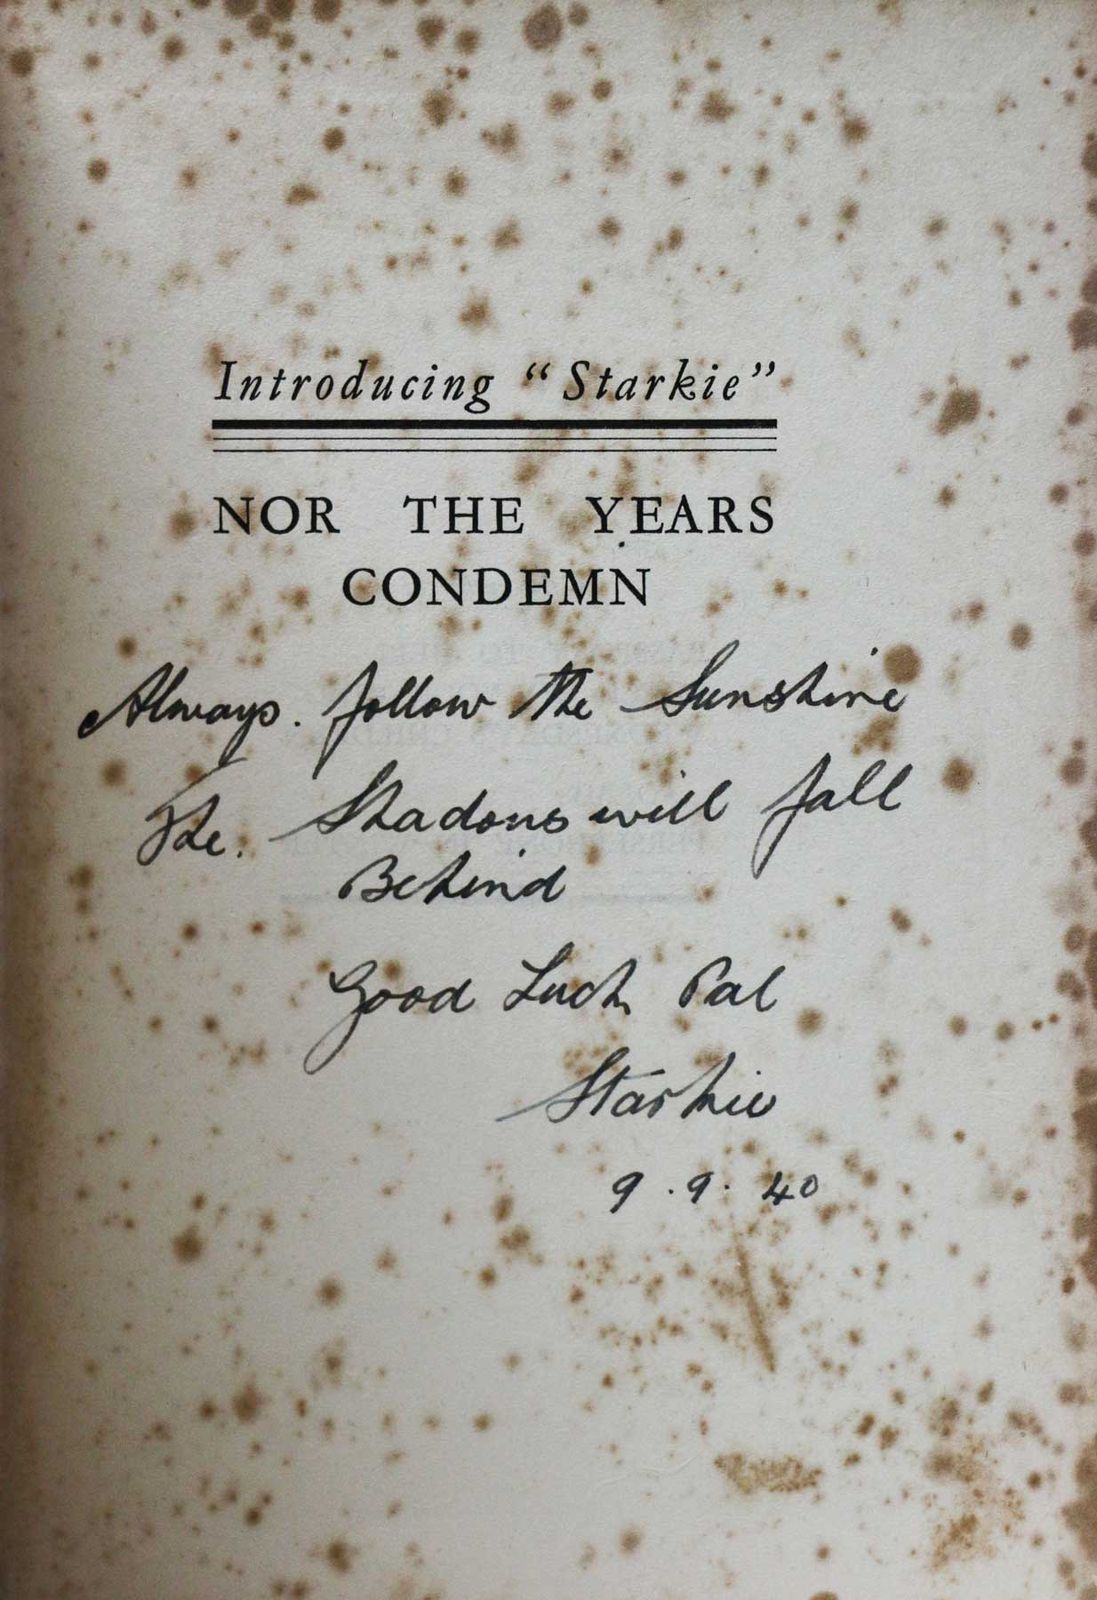 Introducing "Starkie"
NOR THE YEARS
CONDEMN
Always. follow the Sunshine
The. Shadows will fall
Behind
Good Luck Pal
Starkie
9.9.40